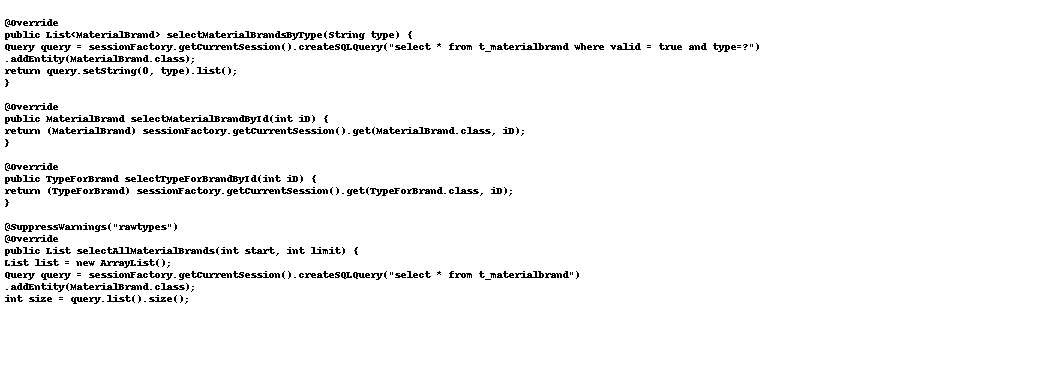 @Override
public List<MaterialBrand> selectMaterialBrandsByType(String type) {
Query query = sessionFactory.getCurrentSession().createSQLQuery("select * from t_materialbrand where valid = true and type=?")
.addEntity(MaterialBrand.class);
return query.setString(0, type).list();
}
@Override
public MaterialBrand selectMaterialBrandById(int iD) {
return (MaterialBrand) sessionFactory.getCurrentSession().get(MaterialBrand.class, iD);
}
@Override
public TypeForBrand selectTypeForBrandById(int iD) {
return (TypeForBrand) sessionFactory.getCurrentSession().get(TypeForBrand.class, iD);
}
@SuppressWarnings("rawtypes")
@Override
public List selectAllMaterialBrands(int start, int limit) {
List list = new ArrayList();
Query query = sessionFactory.getCurrentSession().createSQLQuery("select * from t_materialbrand")
.addEntity(MaterialBrand.class);
int size = query.list().size();